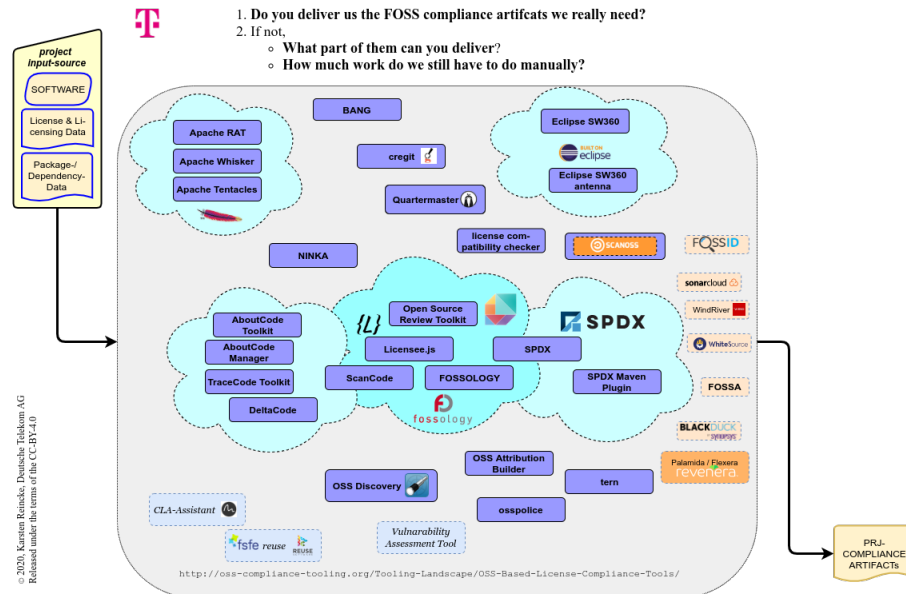 1. Do you deliver us the FOSS compliance artifcats we really need?
2. If not,
What part of them can you deliver?
How much work do we still have to do manually?
project
input-source
SOFTWARE
License & Li-
censing Data
Package-/
Dependency-
Data
BANG
Apache RAT
Apache Whisker
Apache Tentacles
cregit
Quartermaster
Eclipse SW360
BUILT ON
eclipse
Eclipse SW360
antenna
license com-
patibility checker
SCANOSS
NINKA
FOSSID
sonarcloud
WindRiver
WhiteSource
FOSSA
BLACKDUCK
SYNOPSYS
Palamida / Flexera
revenera
AboutCode
Toolkit
AboutCode
Manager
TraceCode Toolkit
DeltaCode
{L}
Open Source
Review Toolkit
Licensee.js
ScanCode
FOSSOLOGY
fossology
SPDX
SPDX
SPDX Maven
Plugin
OSS Attribution
Builder
OSS Discovery
tern
osspolice
CLA-Assistant
fsfe reuse
REUSE
Vulnarability
Assessment Tool
http://oss-compliance-tooling.org/Tooling-Landscape/OSS-Based-License-Compliance-Tools/
PRJ-
COMPLIANCE
ARTIFACTs
© 2020, Karsten Reincke, Deutsche Telekom AG
Released under the terms of the CC-BY-4.0